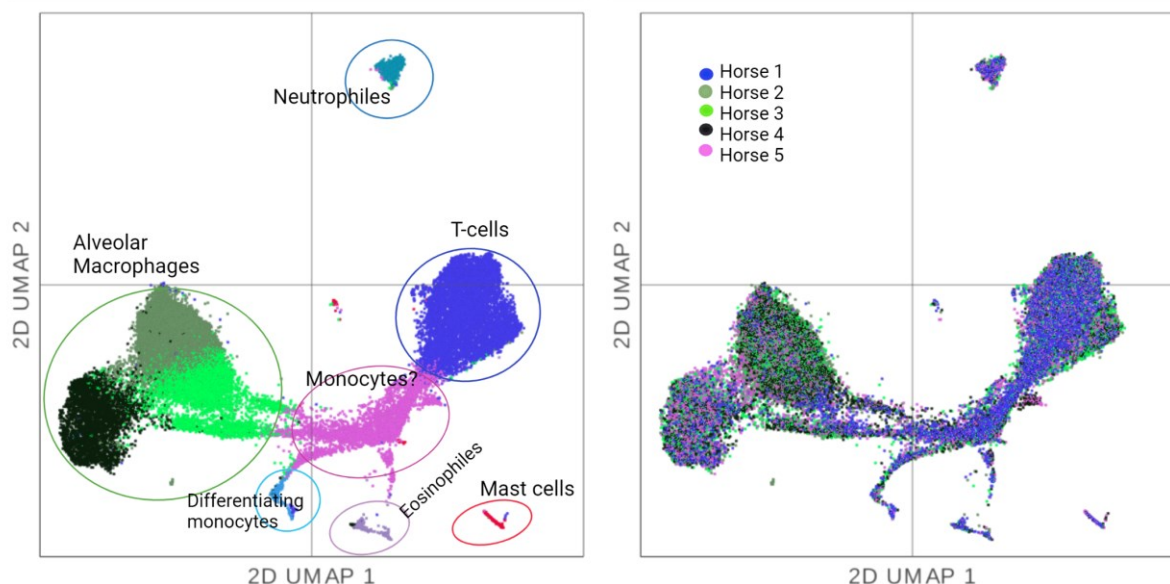 Neutrophiles
T-cells
Alveolar
Macrophages
Monocytes?
Differentiating
monocytes
Eosinophiles
Mast cells
2D UMAP 2
2D UMAP 1
Horse 1
Horse 2
Horse 3
Horse 4
Horse 5
2D UMAP 2
2D UMAP 1